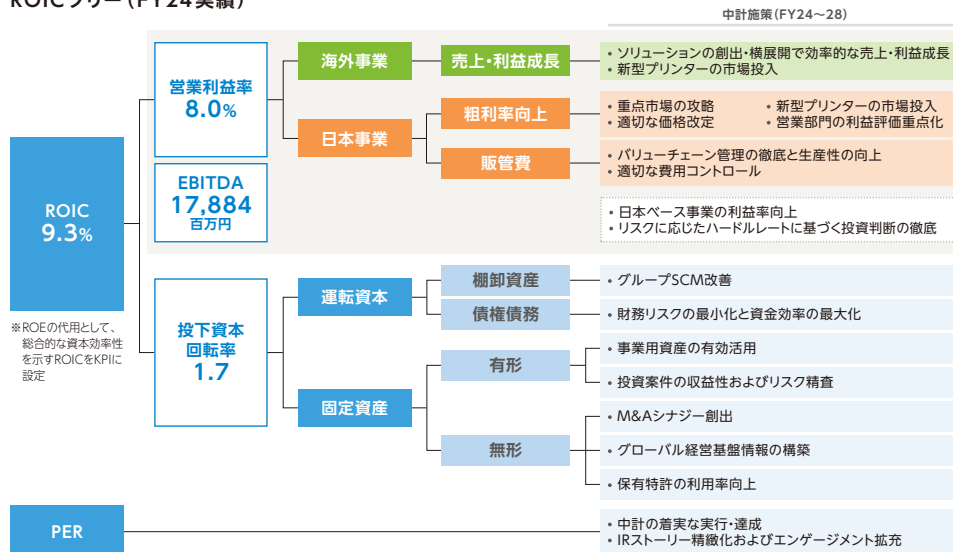 ROICツリー（FY24実績）
中計施策（FY24～28）
ROIC
9.3%
※ROEの代用として、
総合的な資本効率性
を示すROICをKPIに
設定
営業利益率
8.0%
EBITDA
17,884
百万円
海外事業
売上・利益成長
• ソリューションの創出・横展開で効率的な売上・利益成長
• 新型プリンターの市場投入
日本事業
粗利率向上
• 重点市場の攻略
• 新型プリンターの市場投入
• 適切な価格改定
• 営業部門の利益評価重点化
販管費
• バリューチェーン管理の徹底と生産性の向上
• 適切な費用コントロール
• 日本ベース事業の利益率向上
• リスクに応じたハードルレートに基づく投資判断の徹底
投下資本
回転率
1.7
運転資本
棚卸資産
• グループSCM改善
債権債務
• 財務リスクの最小化と資金効率の最大化
固定資産
有形
• 事業用資産の有効活用
• 投資案件の収益性およびリスク精査
無形
• M&Aシナジー創出
• グローバル経営基盤情報の構築
• 保有特許の利用率向上
PER
• 中計の着実な実行・達成
• IRストーリー精緻化およびエンゲージメント拡充